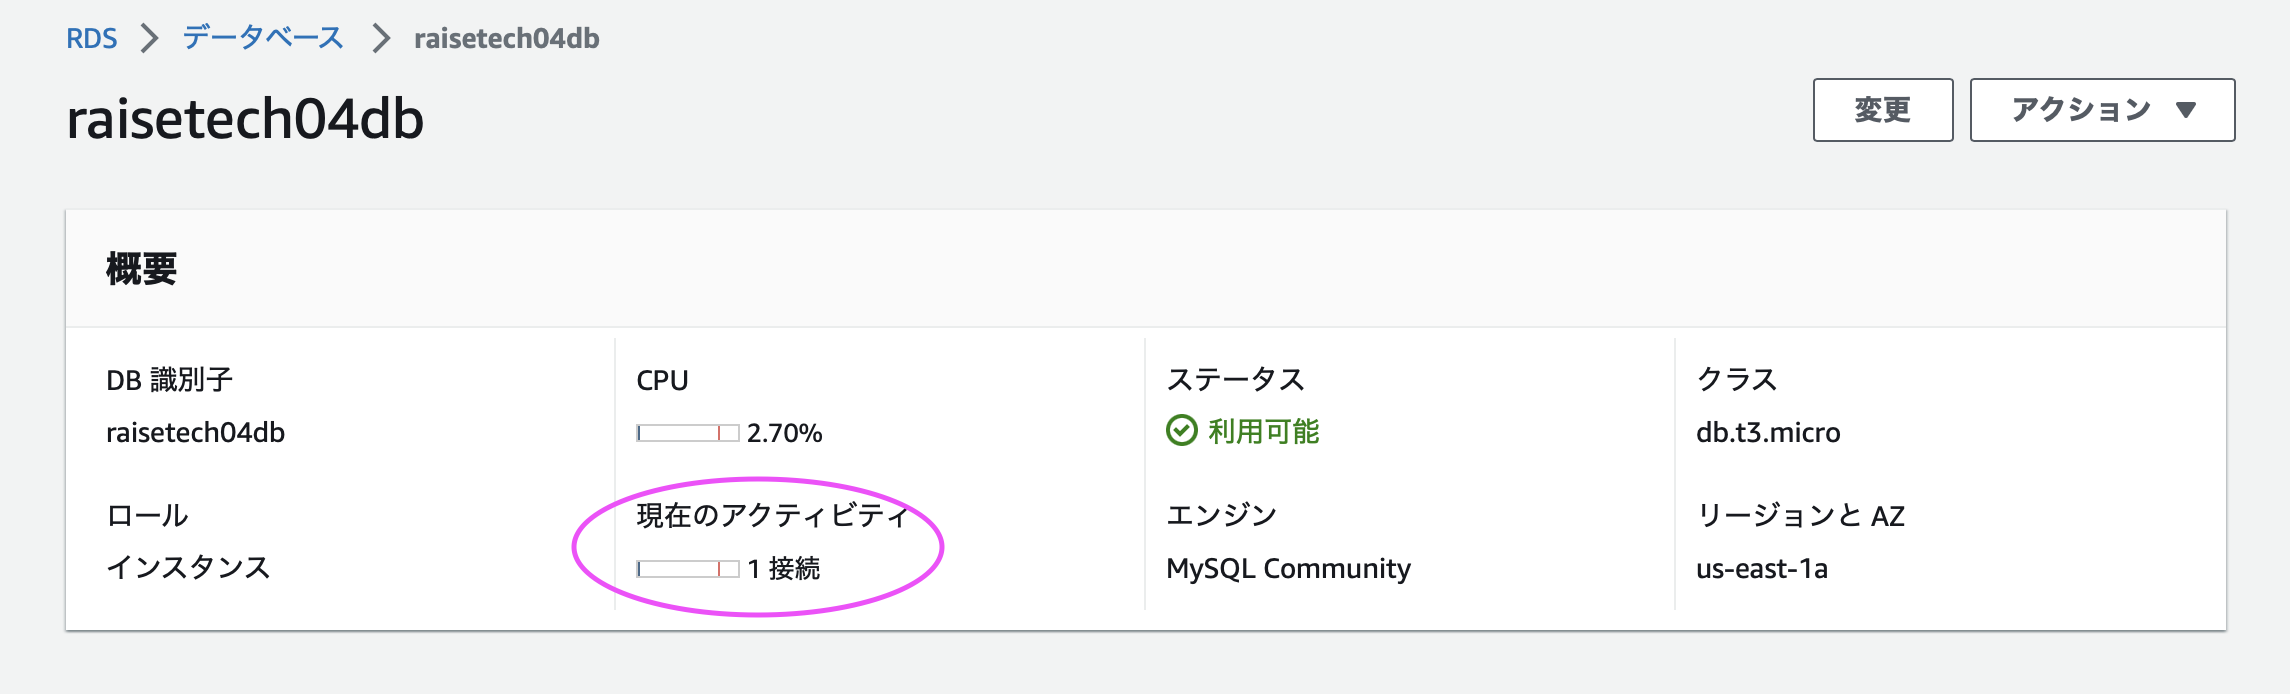 RDS データベース raisetech04db
raisetech04db
変更
アクション
概要
DB 識別子
raisetech04db
ロール
インスタンス
CPU
2.70%
現在のアクティビティ
1 接続
ステータス
利用可能
エンジン
MySQL Community
クラス
db.t3.micro
リージョンと AZ
us-east-1a